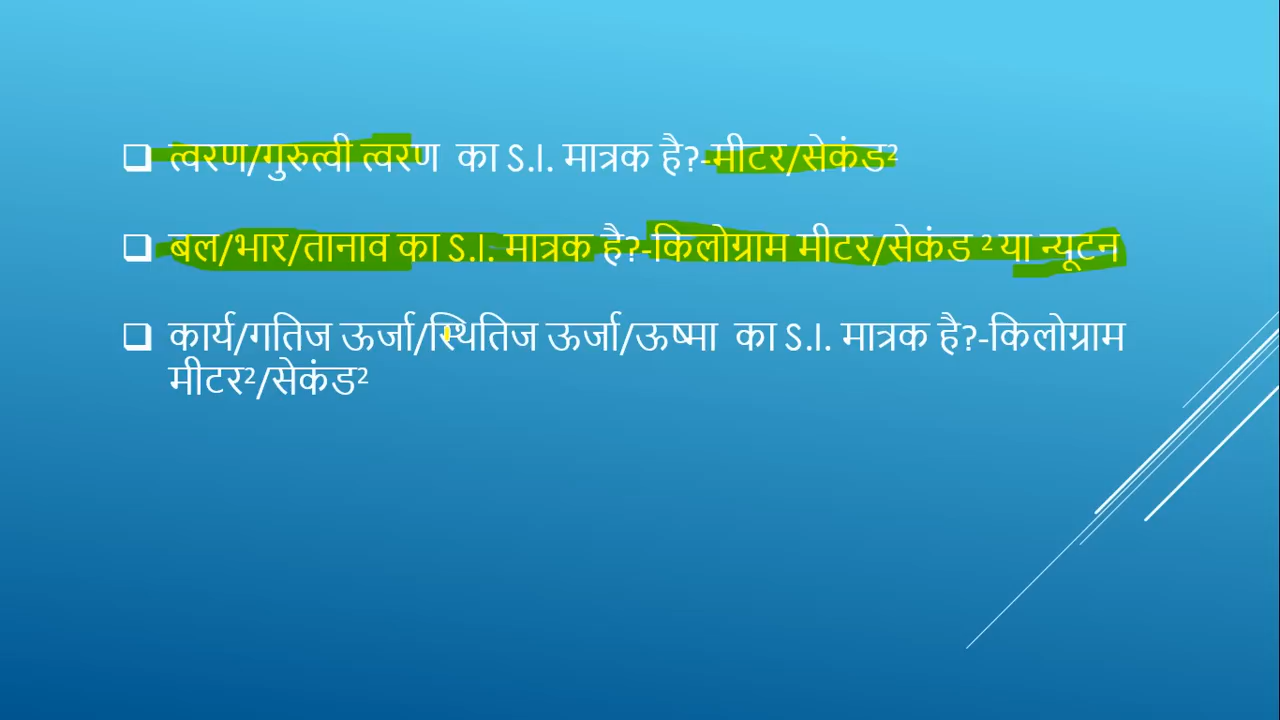 त्वरण/गुरुत्वी त्वरण का S.I. मात्रक है?-मीटर/सेकंड²
बल/भार/तानाव का S.I. मात्रक है?-किलोग्राम मीटर/सेकंड ² या न्यूटन
कार्य/गतिज ऊर्जा/स्थितिज ऊर्जा/ऊष्मा का S.I. मात्रक है?-किलोग्राम
मीटर²/सेकंड²